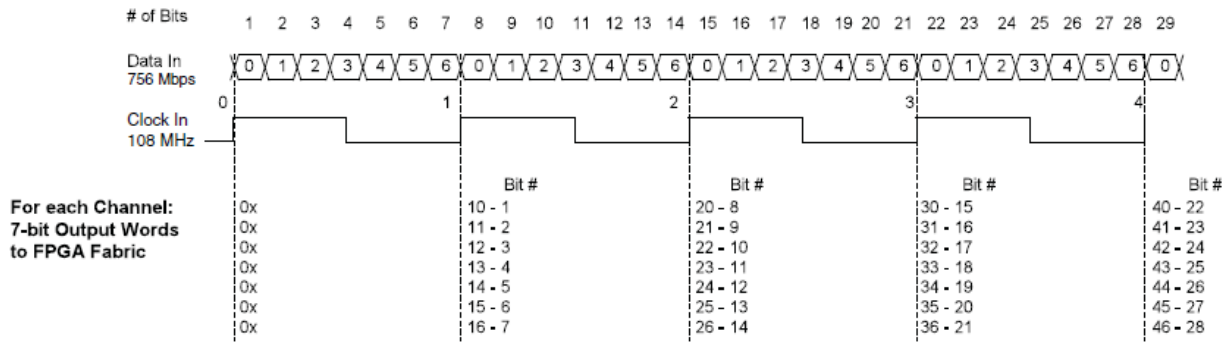 # of Bits 1 2 3 4 5 6 7 8 9 10 11 12 13 14 15 16 17 18 19 20 21 22 23 24 25 26 27 28 29
Data In 0 1 2 3 4 5 6 0 1 2 3 4 5 6 0 1 2 3 4 5 6 0 1 2 3 4 5 6 0
756 Mbps
0 1 2 3 4
Clock In
108 MHz
Bit # Bit # Bit # Bit #
For each Channel: 0x 10 - 1 20 - 8 30 - 15 40 - 22
7-bit Output Words 0x 11 - 2 21 - 9 31 - 16 41 - 23
to FPGA Fabric 0x 12 - 3 22 - 10 32 - 17 42 - 24
0x 13 - 4 23 - 11 33 - 18 43 - 25
0x 14 - 5 24 - 12 34 - 19 44 - 26
0x 15 - 6 25 - 13 35 - 20 45 - 27
0x 16 - 7 26 - 14 36 - 21 46 - 28